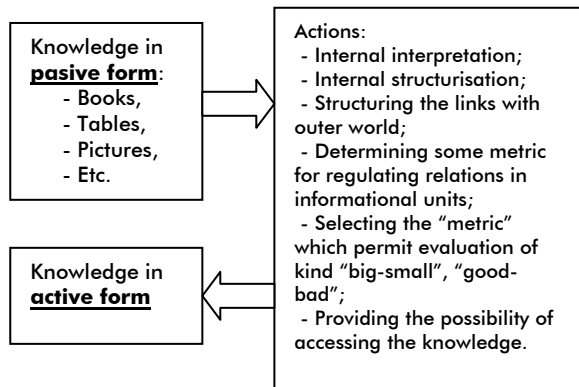 Knowledge in
pasive form:
- Books,
- Tables,
- Pictures,
- Etc.
Actions:
- Internal interpretation;
- Internal structurisation;
- Structuring the links with
outer world;
- Determining some metric
for regulating relations in
informational units;
- Selecting the “metric”
which permit evaluation of
kind “big-small”, “good-
bad”;
- Providing the possibility of
accessing the knowledge.
Knowledge in
active form